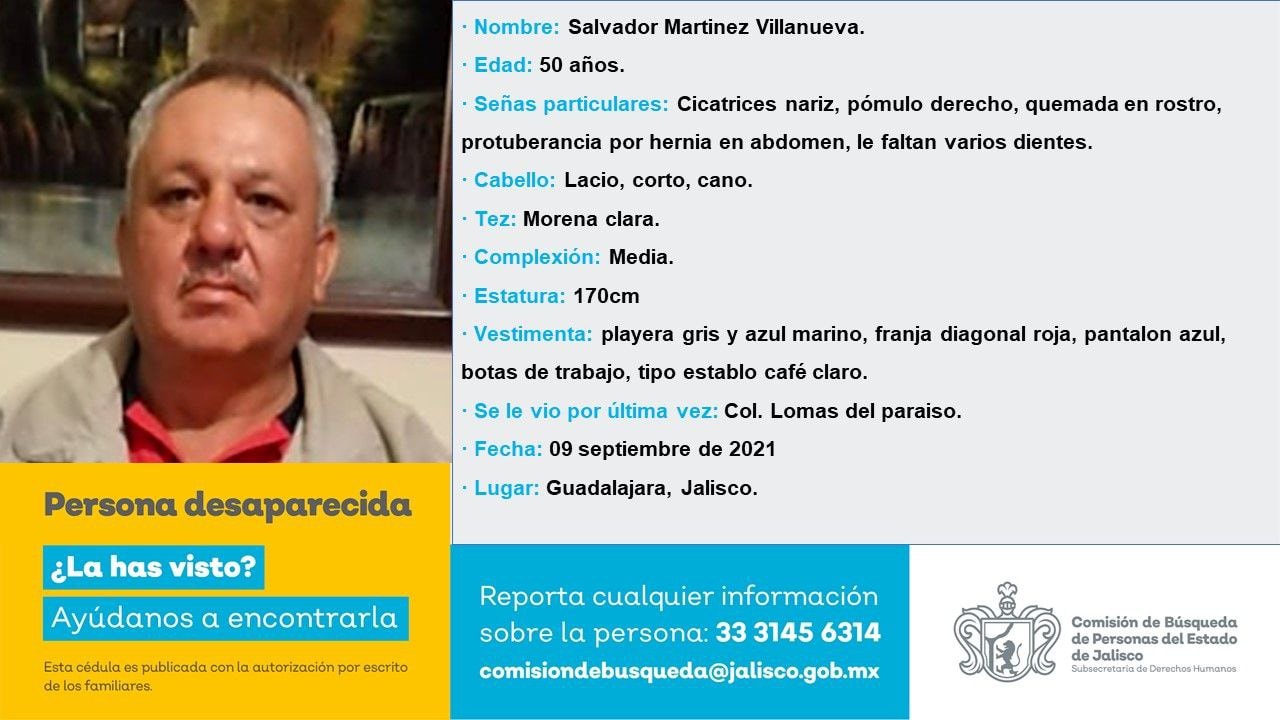 · Nombre: Salvador Martinez Villanueva.
· Edad: 50 años.
· Señas particulares: Cicatrices nariz, pómulo derecho, quemada en rostro,
protuberancia por hernia en abdomen, le faltan varios dientes.
· Cabello: Lacio, corto, cano.
· Tez: Morena clara.
· Complexión: Media.
· Estatura: 170cm
· Vestimenta: playera gris y azul marino, franja diagonal roja, pantalon azul,
botas de trabajo, tipo establo café claro.
· Se le vio por última vez: Col. Lomas del paraiso.
· Fecha: 09 septiembre de 2021
· Lugar: Guadalajara, Jalisco.
Persona desaparecida
¿La has visto?
Ayúdanos a encontrarla
Esta cédula es publicada con la autorización por escrito
de los familiares.
Reporta cualquier información
sobre la persona: 33 3145 6314
comisiondebusqueda@jalisco.gob.mx
Comisión de Búsqueda
de Personas del Estado
de Jalisco
Subsecretaría de Derechos Humanos